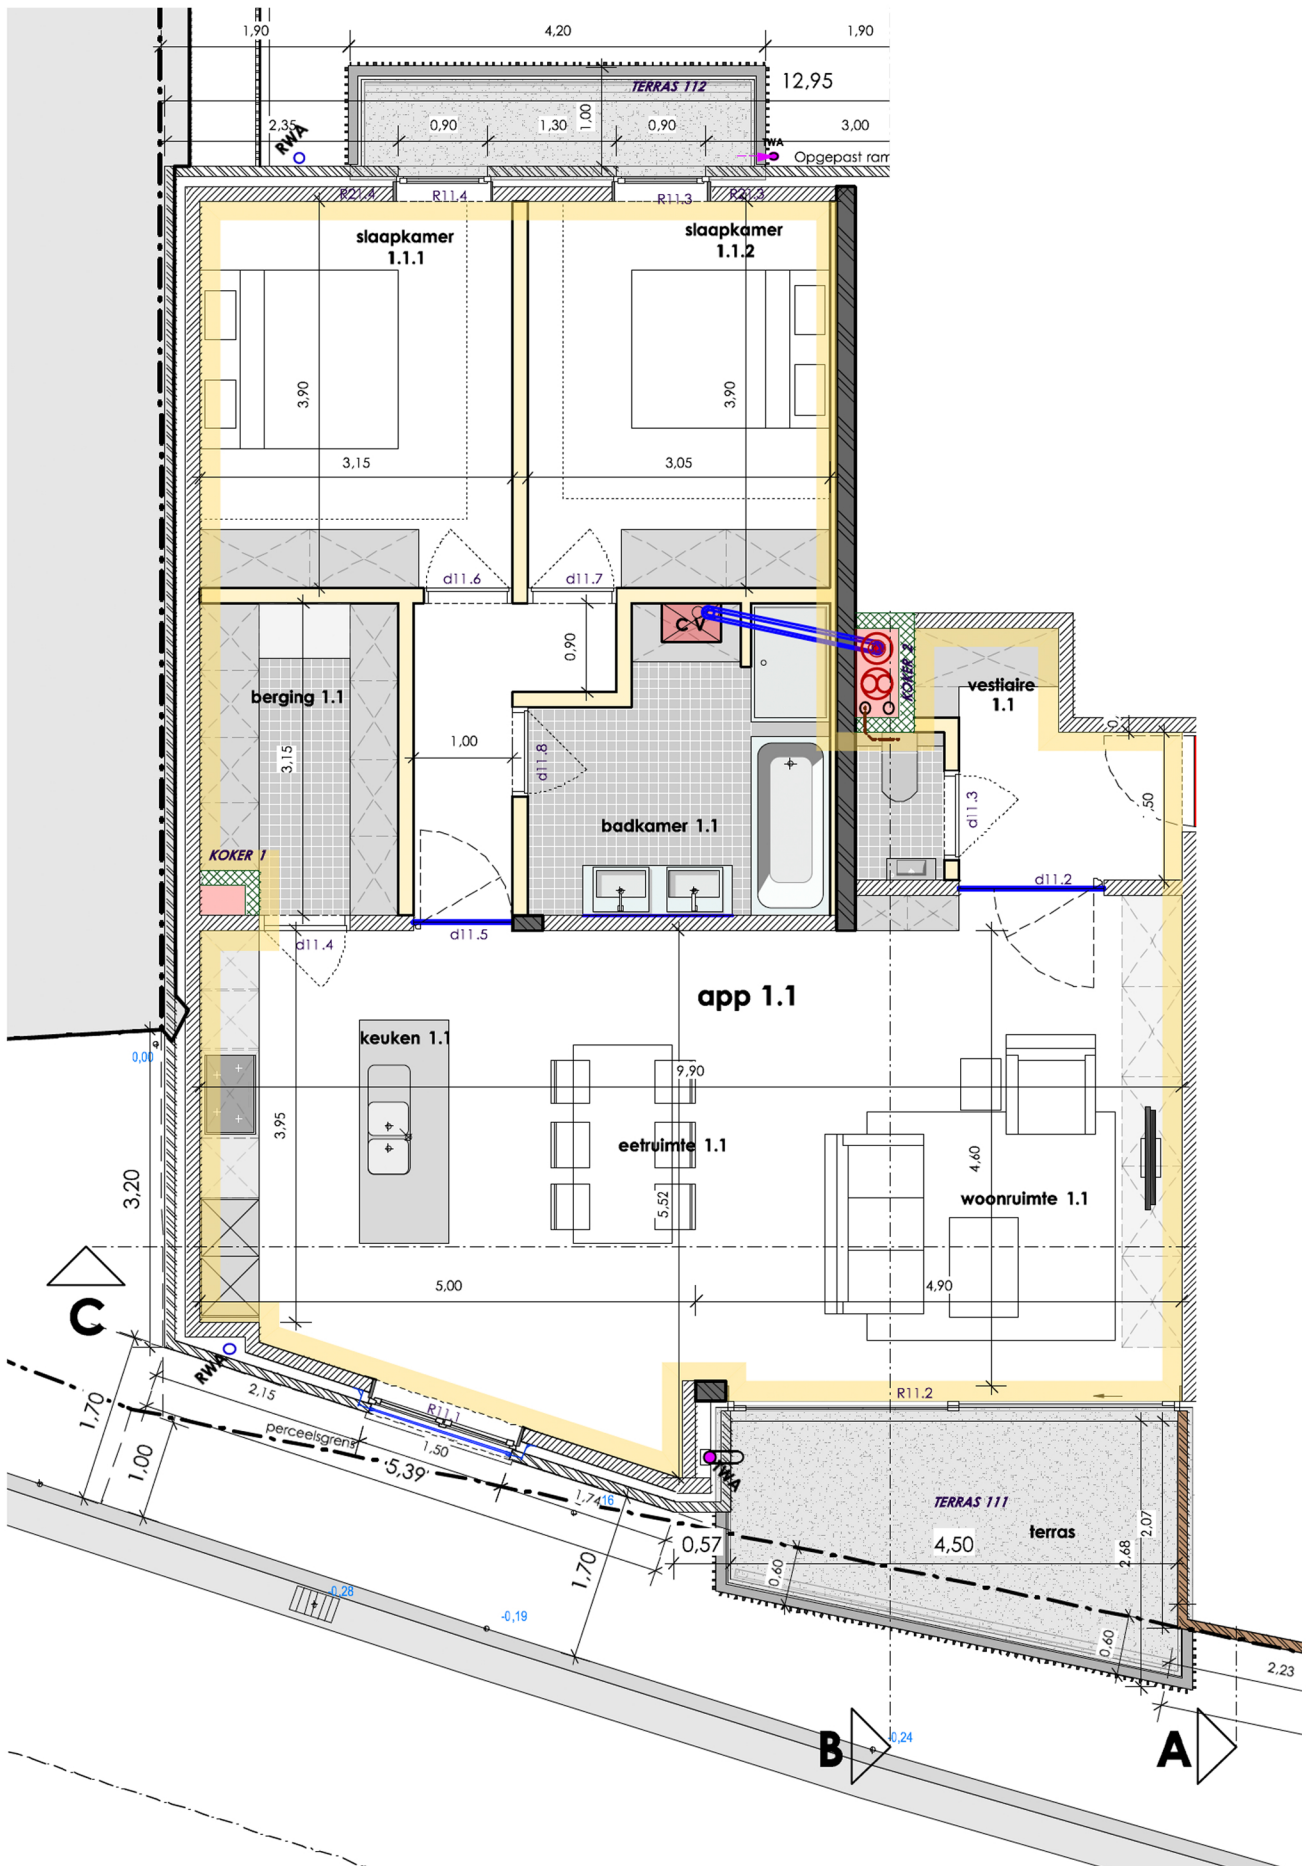 1,90
4,20
1,90
TERRAS 112
12,95
2,35
RWA
0,90
1,30
1,00
0,90
3,00
RWA
Opgepast ram
R21.4
R11.4
R11.3
R21.3
slaapkamer
1.1.1
slaapkamer
1.1.2
3,90
3,90
3,15
3,05
d11.6
d11.7
CV
0,90
KOKER 2
berging 1.1
vestiaire
1.1
3,15
1,00
d11.8
d11.3
,50
badkamer 1.1
KOKER 1
d11.2
d11.4
d11.5
app 1.1
keuken 1.1
0,00
9,90
3,95
eetruimte 1.1
4,60
3,20
5,52
woonruimte 1.1
5,00
4,90
C
RWA
2,15
R11.2
1,70
R11.1
perceelsgrens
1,50
1,00
5,39
1,74
16
RWA
TERRAS 111
terras
2,07
0,57
4,50
2,68
1,70
0,60
-0,28
-0,19
0,60
2,23
B
0,24
A